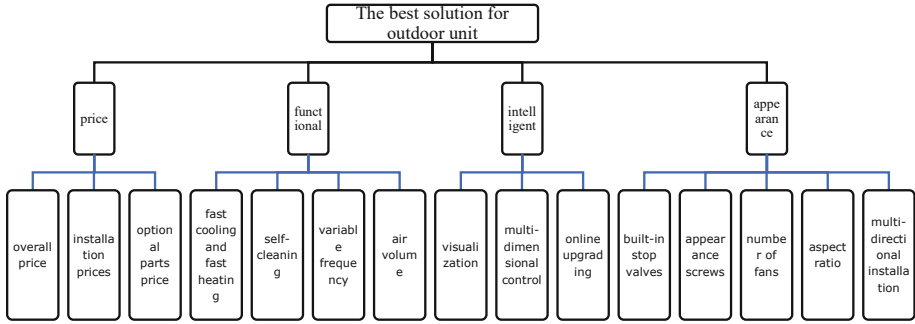 The best solution for
outdoor unit
price
funct
ional
intell
igent
appe
aran
ce
overall
price
installa
tion
prices
option
al
parts
price
fast
cooling
and
fast
heatin
g
self-
cleanin
g
variabl
e
freque
ncy
air
volum
e
visuali
zation
multi-
dimen
sional
control
online
upgrad
ing
built-in
stop
valves
appear
ance
screws
numbe
r of
fans
aspect
ratio
multi-
directi
onal
installa
tion